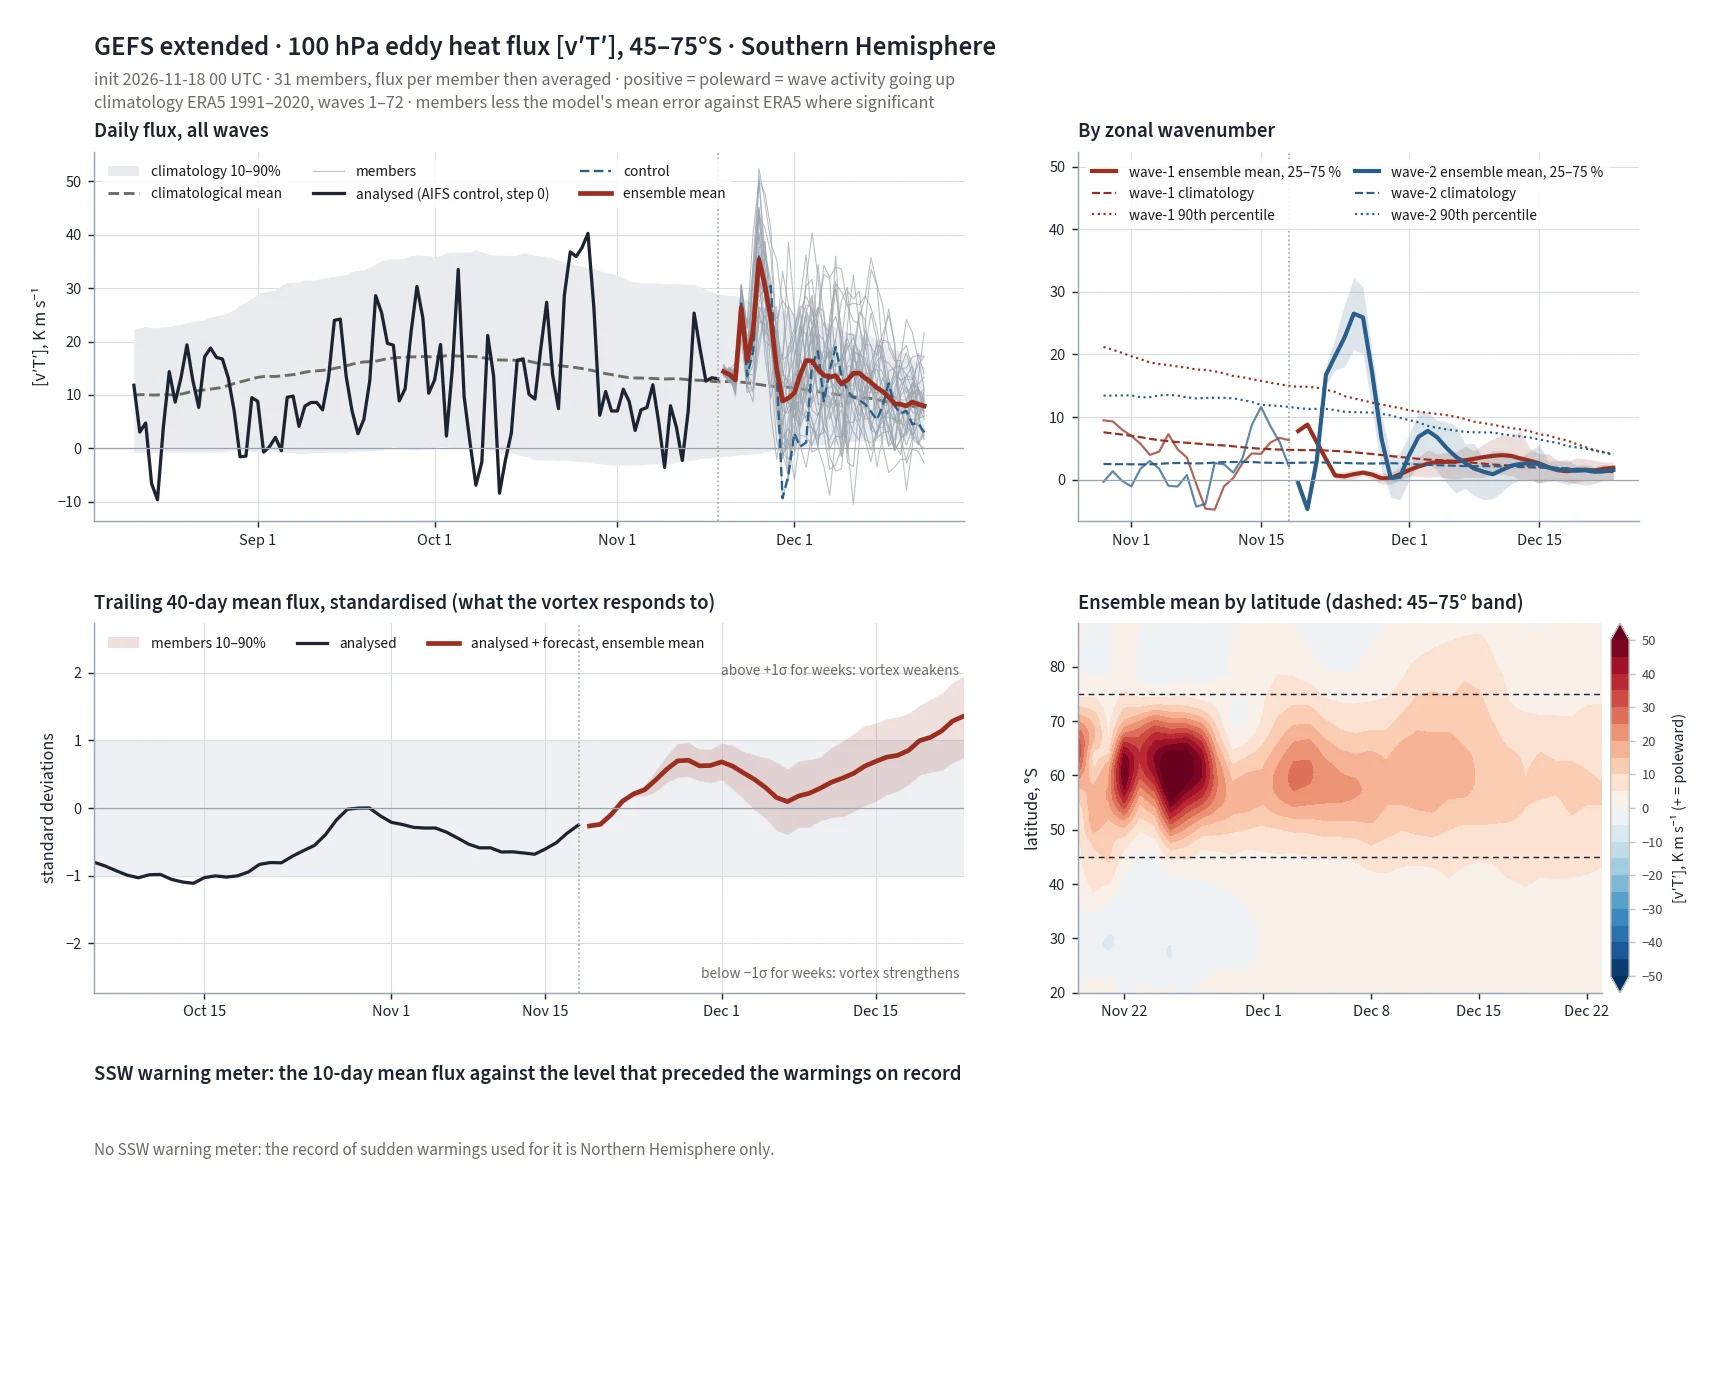 GEFS extended · 100 hPa eddy heat flux [v′T′], 45–75°S · Southern Hemisphere
init 2026-11-18 00 UTC · 31 members, flux per member then averaged · positive = poleward = wave activity going up
climatology ERA5 1991–2020, waves 1–72 · members less the model's mean error against ERA5 where significant
Daily flux, all waves
climatology 10–90%
members
control
climatological mean
analysed (AIFS control, step 0)
ensemble mean
[v′T′], K m s⁻¹
50
40
30
20
10
0
−10
Sep 1
Oct 1
Nov 1
Dec 1
By zonal wavenumber
wave-1 ensemble mean, 25–75 %
wave-2 ensemble mean, 25–75 %
wave-1 climatology
wave-2 climatology
wave-1 90th percentile
wave-2 90th percentile
50
40
30
20
10
0
Nov 1
Nov 15
Dec 1
Dec 15
Trailing 40-day mean flux, standardised (what the vortex responds to)
members 10–90%
analysed
analysed + forecast, ensemble mean
above +1σ for weeks: vortex weakens
below −1σ for weeks: vortex strengthens
standard deviations
2
1
0
−1
−2
Oct 15
Nov 1
Nov 15
Dec 1
Dec 15
Ensemble mean by latitude (dashed: 45–75° band)
latitude, °S
80
70
60
50
40
30
20
Nov 22
Dec 1
Dec 8
Dec 15
Dec 22
50
40
30
20
10
0
−10
−20
−30
−40
−50
[v′T′], K m s⁻¹ (+ = poleward)
SSW warning meter: the 10-day mean flux against the level that preceded the warmings on record
No SSW warning meter: the record of sudden warmings used for it is Northern Hemisphere only.